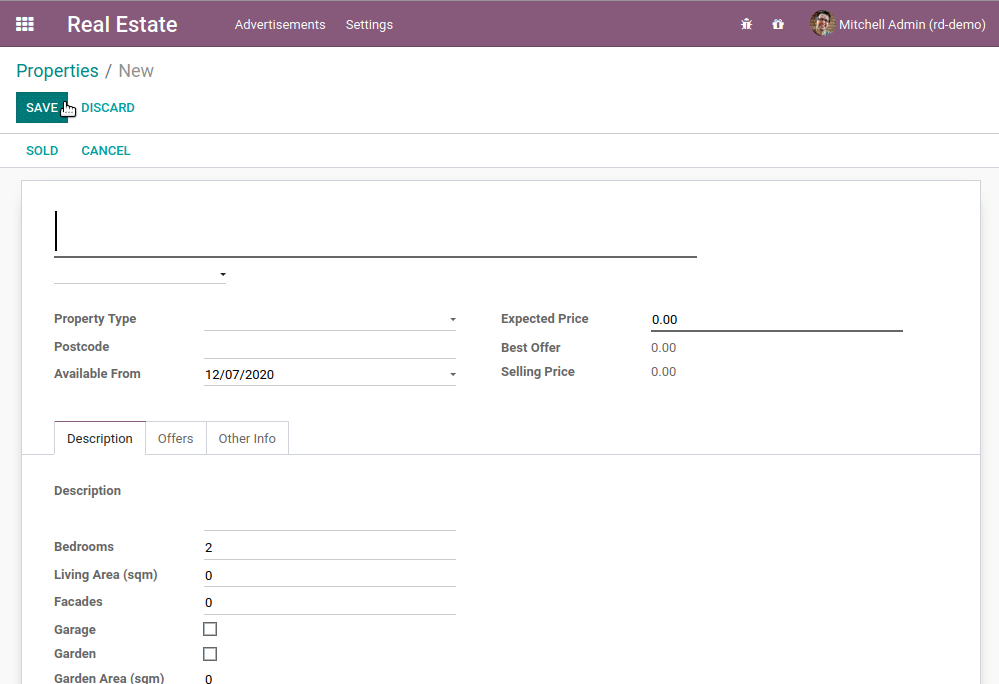 Real Estate Advertisements Settings Mitchell Admin (rd-demo)
Properties / New
SAVE DISCARD
SOLD CANCEL
Property Type Expected Price 0.00
Postcode Best Offer 0.00
Available From 12/07/2020 Selling Price 0.00
Description Offers Other Info
Description
Bedrooms 2
Living Area (sqm) 0
Facades 0
Garage
Garden
Garden Area (sqm) 0